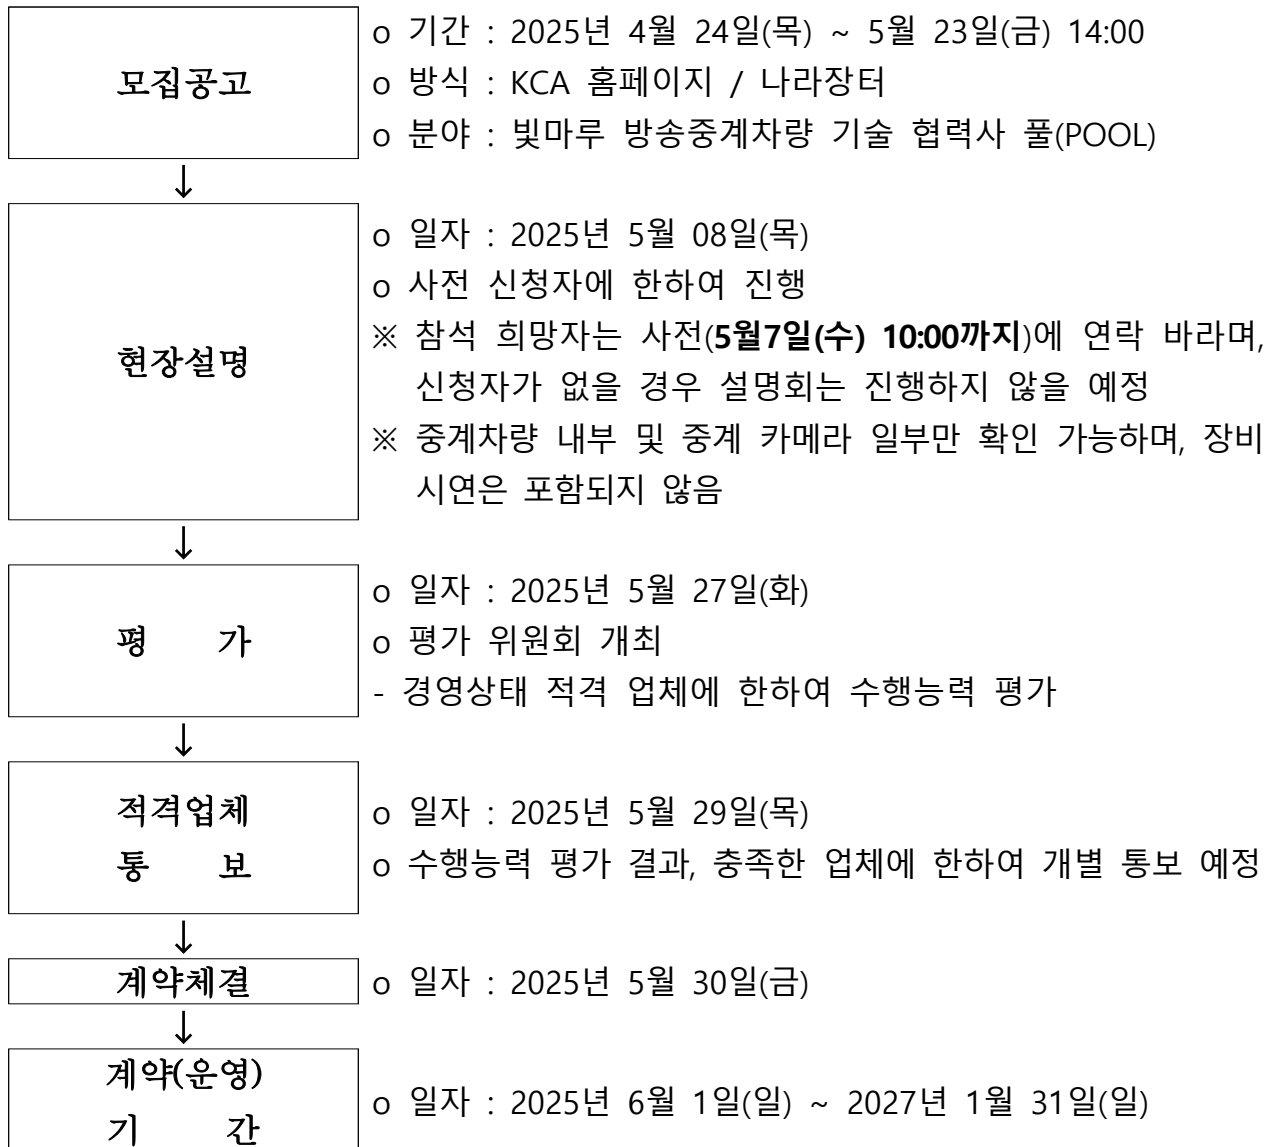 모집공고
o 기간 : 2025년 4월 24일(목) ~ 5월 23일(금) 14:00
o 방식 : KCA 홈페이지 / 나라장터
o 분야 : 빛마루 방송중계차량 기술 협력사 풀(POOL)
↓
현장설명
o 일자 : 2025년 5월 08일(목)
o 사전 신청자에 한하여 진행
※ 참석 희망자는 사전(5월7일(수) 10:00까지)에 연락 바라며,
신청자가 없을 경우 설명회는 진행하지 않을 예정
※ 중계차량 내부 및 중계 카메라 일부만 확인 가능하며, 장비
시연은 포함되지 않음
↓
평 가
o 일자 : 2025년 5월 27일(화)
o 평가 위원회 개최
- 경영상태 적격 업체에 한하여 수행능력 평가
↓
적격업체
통 보
o 일자 : 2025년 5월 29일(목)
o 수행능력 평가 결과, 충족한 업체에 한하여 개별 통보 예정
↓
계약체결
o 일자 : 2025년 5월 30일(금)
↓
계약(운영)
기 간
o 일자 : 2025년 6월 1일(일) ~ 2027년 1월 31일(일)